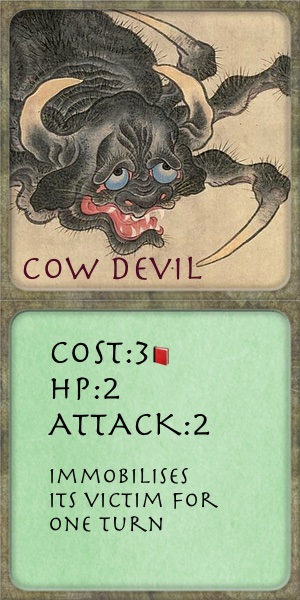 COW DEVIL
COST:3
HP:2
ATTACK:2
IMMOBILISES
ITS VICTIM FOR
ONE TURN